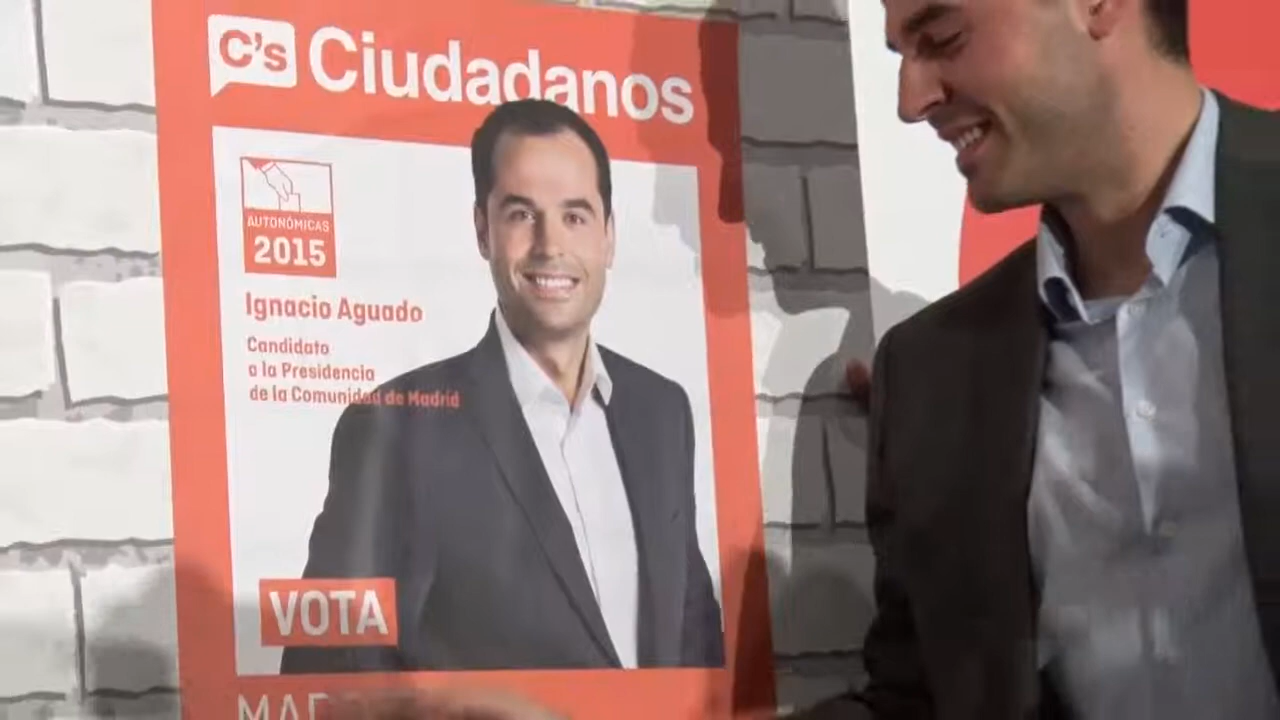 C's Ciudadanos
AUTONÓMICAS
2015
Ignacio Aguado
Candidato
a la Presidencia
de la Comunidad de Madrid
VOTA